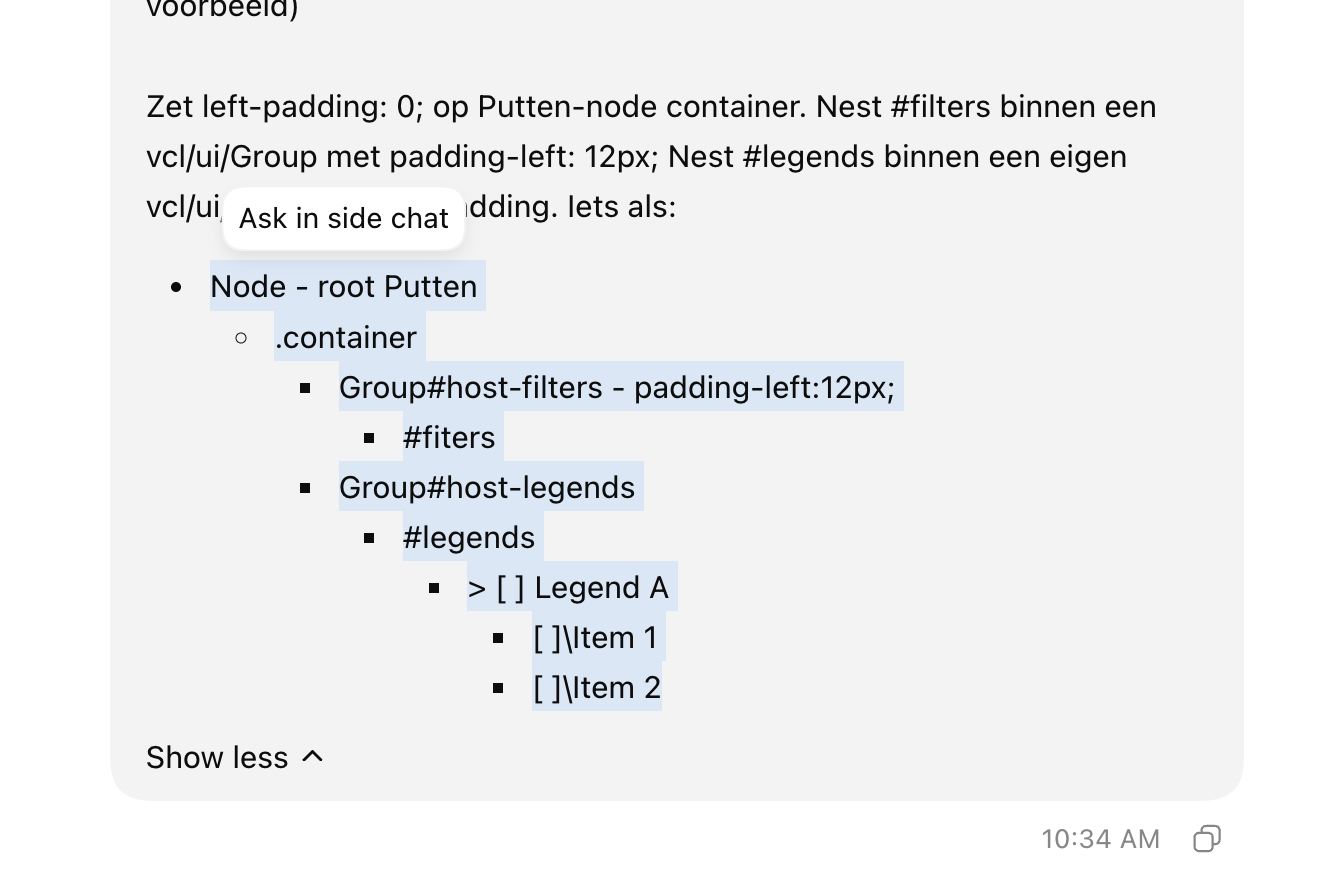 voorbeeld)
Zet left-padding: 0; op Putten-node container. Nest #filters binnen een
vcl/ui/Group met padding-left: 12px; Nest #legends binnen een eigen
vcl/ui, adding. Iets als:
Ask in side chat
Node - root Putten
.container
Group#host-filters - padding-left:12px;
#fiters
Group#host-legends
#legends
> [ ] Legend A
[ ]\Item 1
[ ]\Item 2
Show less
10:34 AM